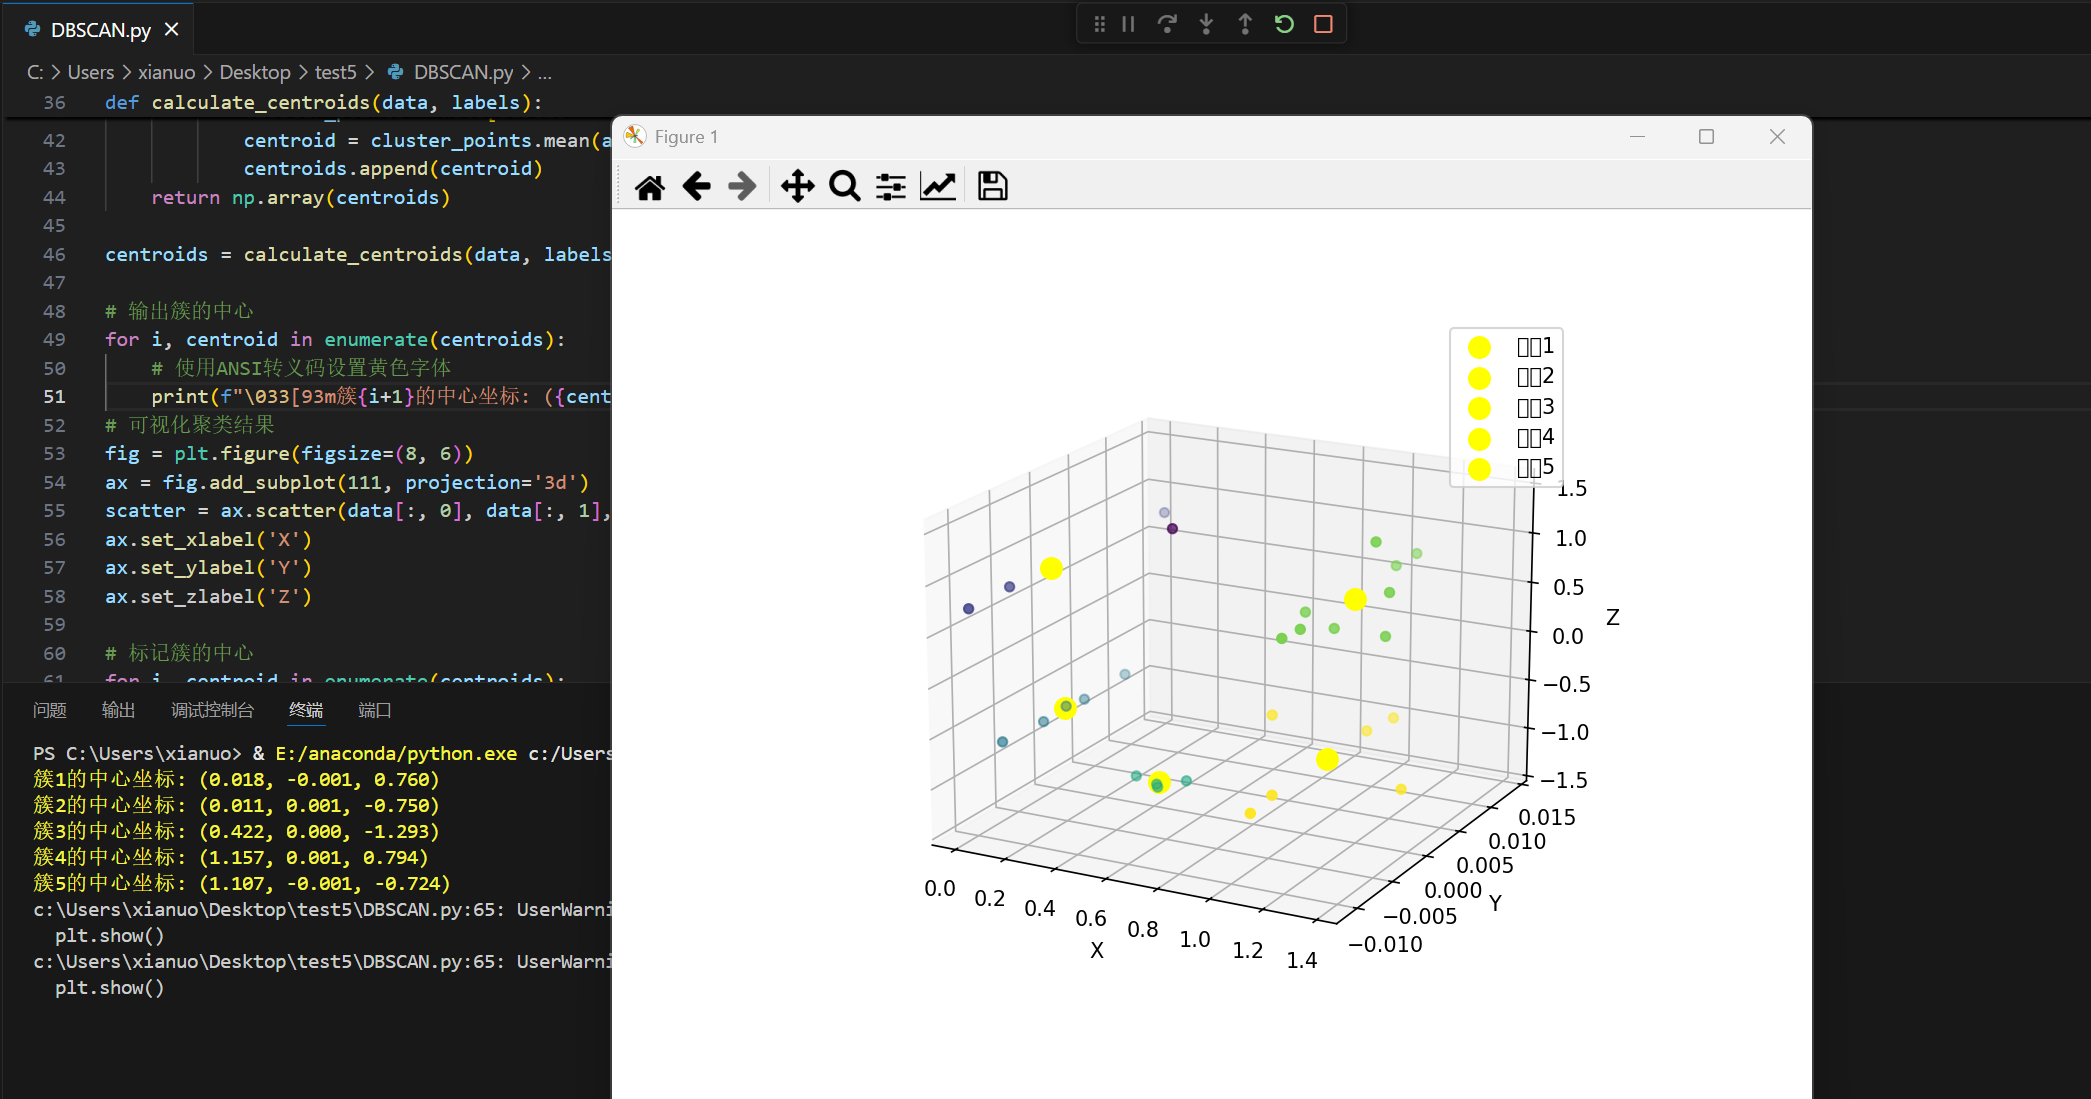 DBSCAN.py
C: > Users > xianuo > Desktop > test5 > DBSCAN.py > ...
36 def calculate_centroids(data, labels):
42 centroid = cluster_points.mean(a
43 centroids.append(centroid)
44 return np.array(centroids)
45
46 centroids = calculate_centroids(data, labels
47
48 # 输出簇的中心
49 for i, centroid in enumerate(centroids):
50 # 使用ANSI转义码设置黄色字体
51 print(f"\033[93m簇{i+1}的中心坐标: ({cent
52 # 可视化聚类结果
53 fig = plt.figure(figsize=(8, 6))
54 ax = fig.add_subplot(111, projection='3d')
55 scatter = ax.scatter(data[:, 0], data[:, 1],
56 ax.set_xlabel('X')
57 ax.set_ylabel('Y')
58 ax.set_zlabel('Z')
59
60 # 标记簇的中心
61 for i, centroid in enumerate(centroids):
问题 输出 调试控制台 终端 端口
PS C:\Users\xianuo> & E:/anaconda/python.exe c:/Users
簇1的中心坐标: (0.018, -0.001, 0.760)
簇2的中心坐标: (0.011, 0.001, -0.750)
簇3的中心坐标: (0.422, 0.000, -1.293)
簇4的中心坐标: (1.157, 0.001, 0.794)
簇5的中心坐标: (1.107, -0.001, -0.724)
c:\Users\xianuo\Desktop\test5\DBSCAN.py:65: UserWarni
plt.show()
c:\Users\xianuo\Desktop\test5\DBSCAN.py:65: UserWarni
plt.show()
Figure 1
1
2
3
4
5
1.5
1.0
0.5
0.0
−0.5
−1.0
−1.5
Z
0.015
0.010
0.005
0.000
−0.005
−0.010
Y
0.0
0.2
0.4
0.6
0.8
1.0
1.2
1.4
X